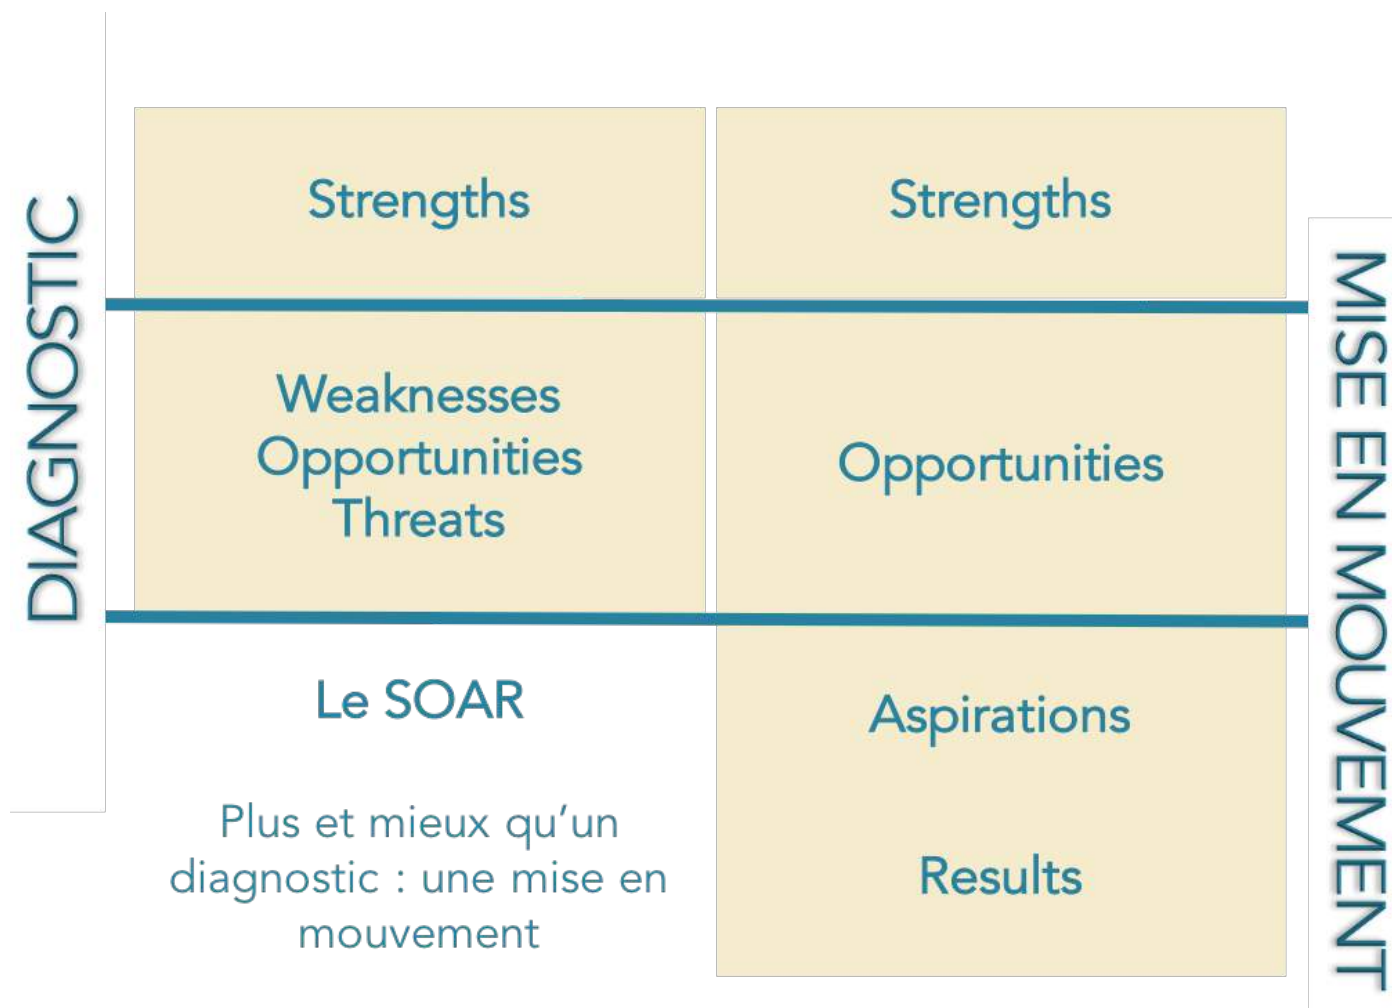 DIAGNOSTIC
Strengths
Strengths
Weaknesses
Opportunities
Threats
Opportunities
Le SOAR
Plus et mieux qu’un
diagnostic : une mise en
mouvement
Aspirations
Results
MISE EN MOUVEMENT